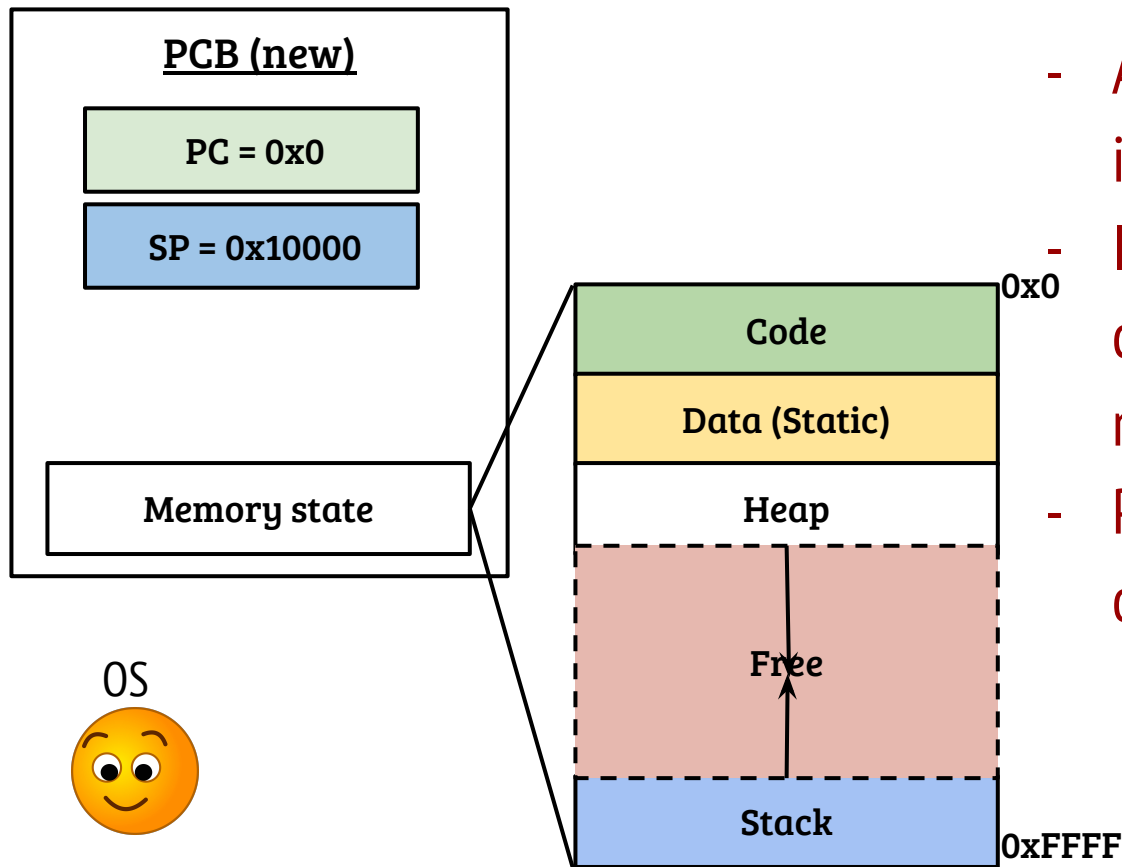 PCB (new)
PC = 0x0
SP = 0x10000
Memory state
OS
0x0
Code
Data (Static)
Heap
Free
Stack
0xFFFF
-
-
-